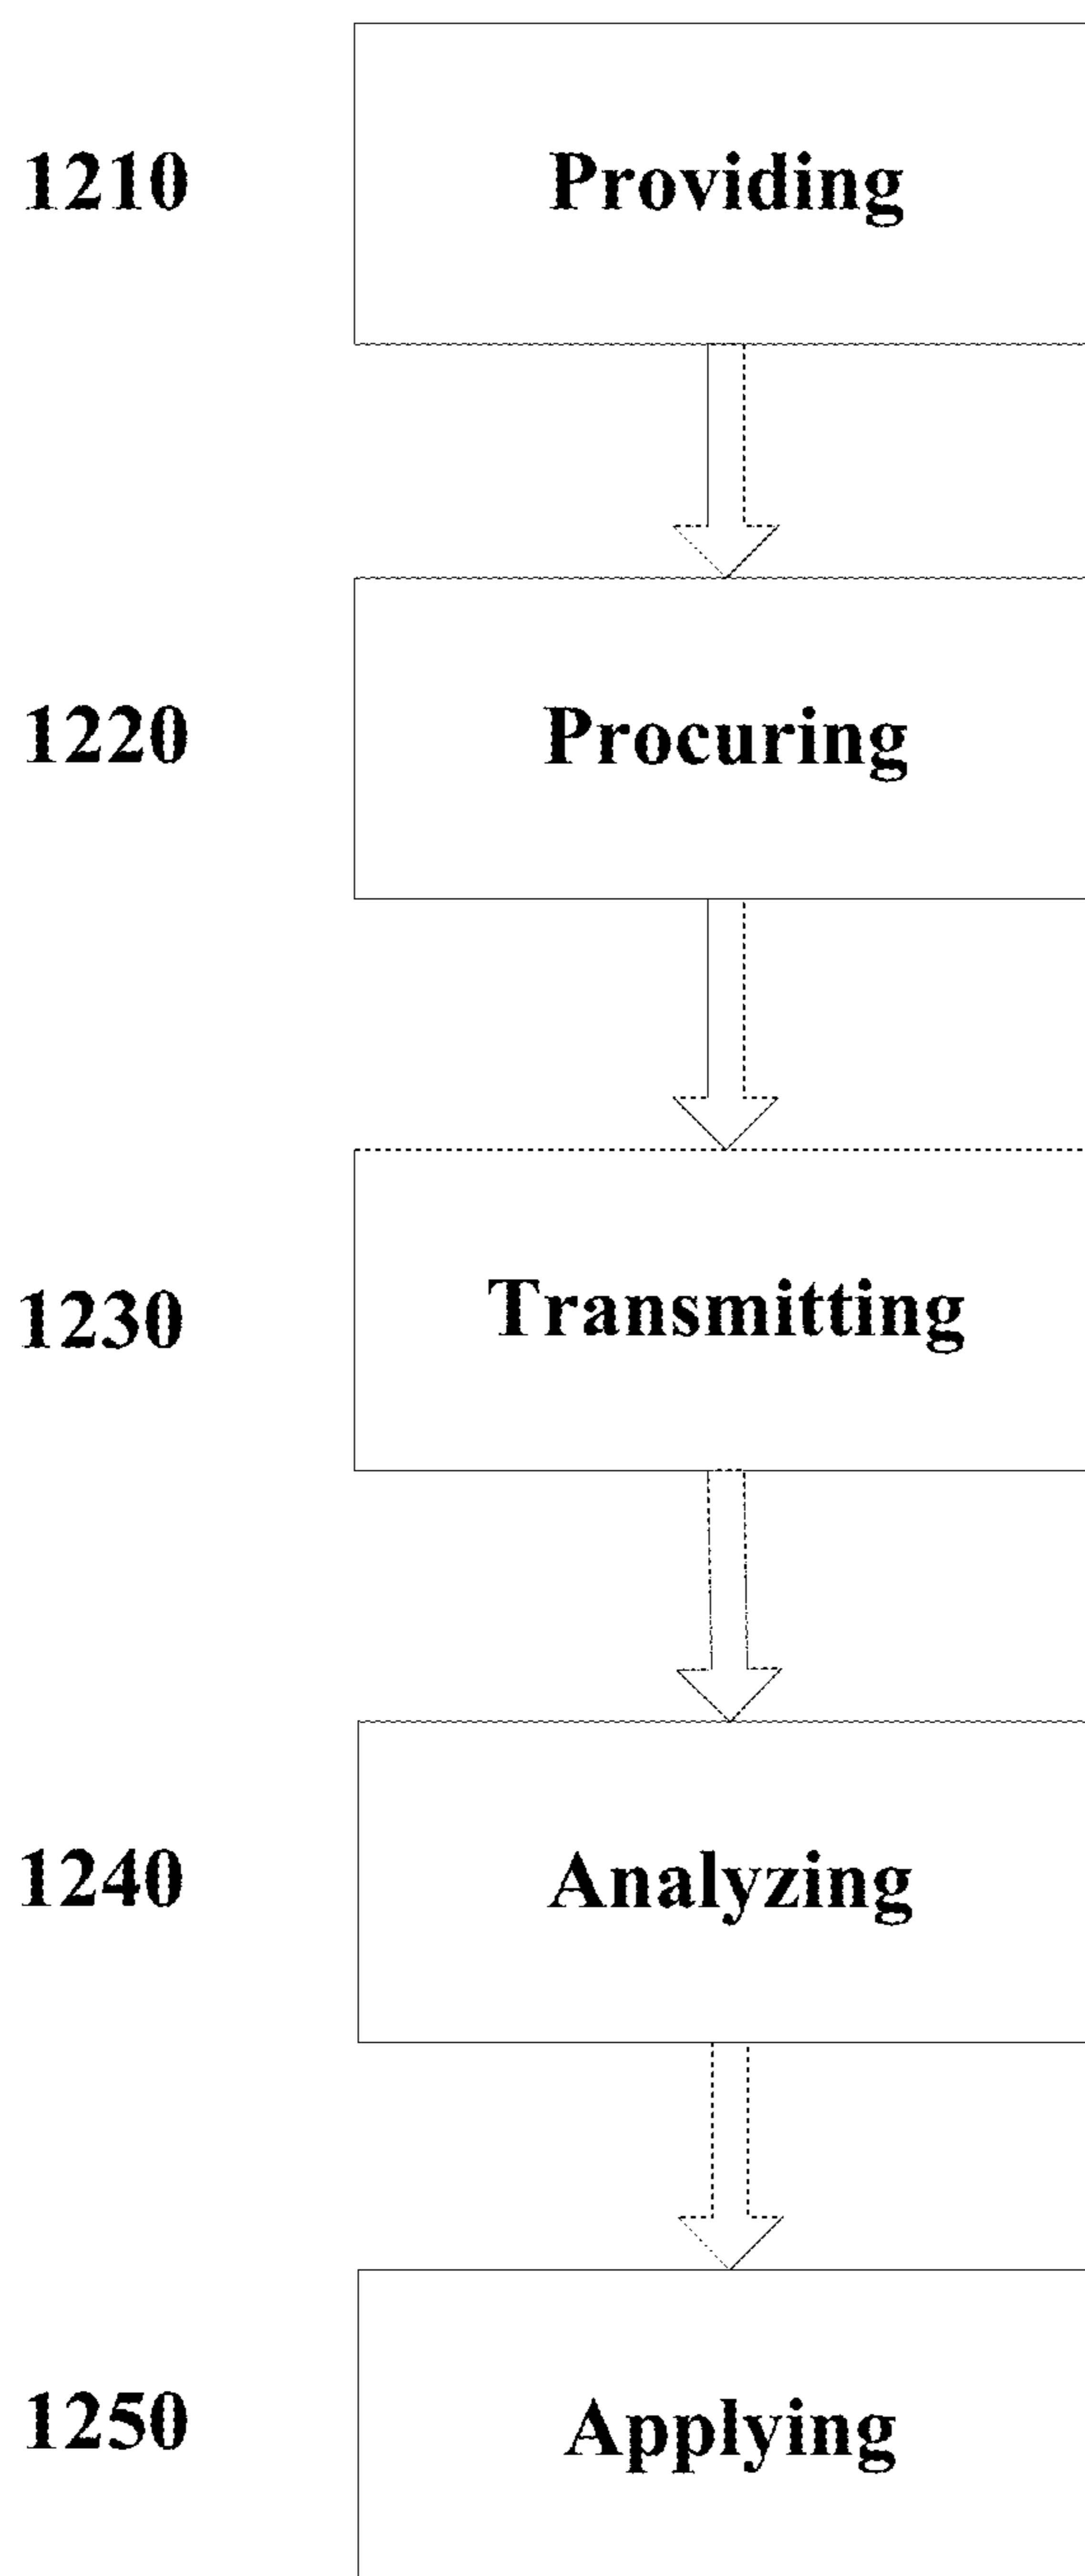 1210 Providing
1220 Procuring
1230 Transmitting
1240 Analyzing
1250 Applying